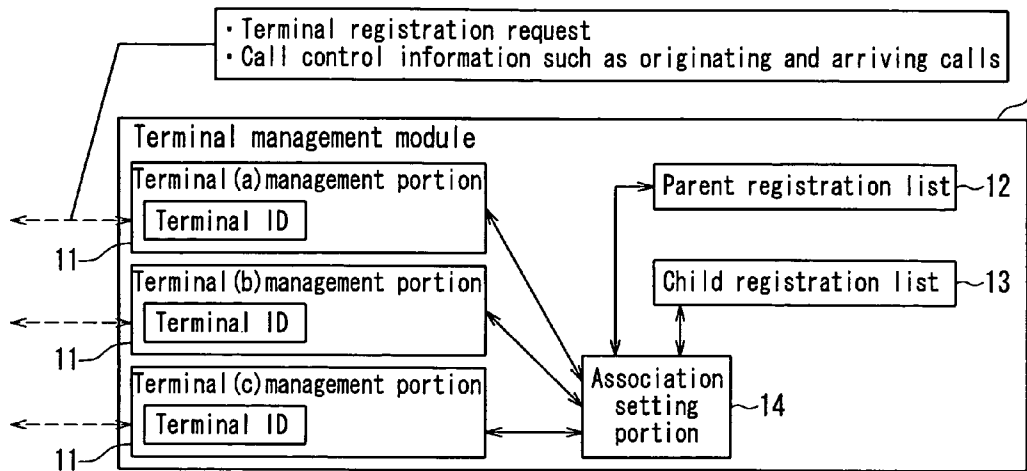 · Terminal registration request
· Call control information such as originating and arriving calls
Terminal management module
Terminal(a)management portion
Terminal ID
11
Terminal(b)management portion
Terminal ID
11
Terminal(c)management portion
Terminal ID
11
Parent registration list
12
Child registration list
13
Association
setting
portion
14